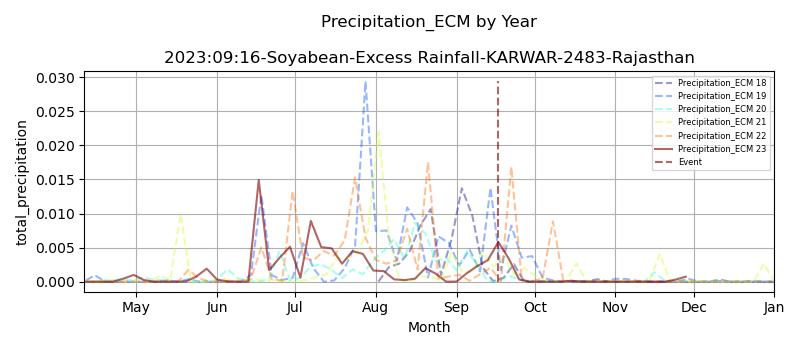 Precipitation_ECM by Year
2023:09:16-Soyabean-Excess Rainfall-KARWAR-2483-Rajasthan
0.030
0.025
0.020
0.015
0.010
0.005
0.000
total_precipitation
Precipitation_ECM 18
Precipitation_ECM 19
Precipitation_ECM 20
Precipitation_ECM 21
Precipitation_ECM 22
Precipitation_ECM 23
Event
May Jun Jul Aug Sep Oct Nov Dec Jan
Month